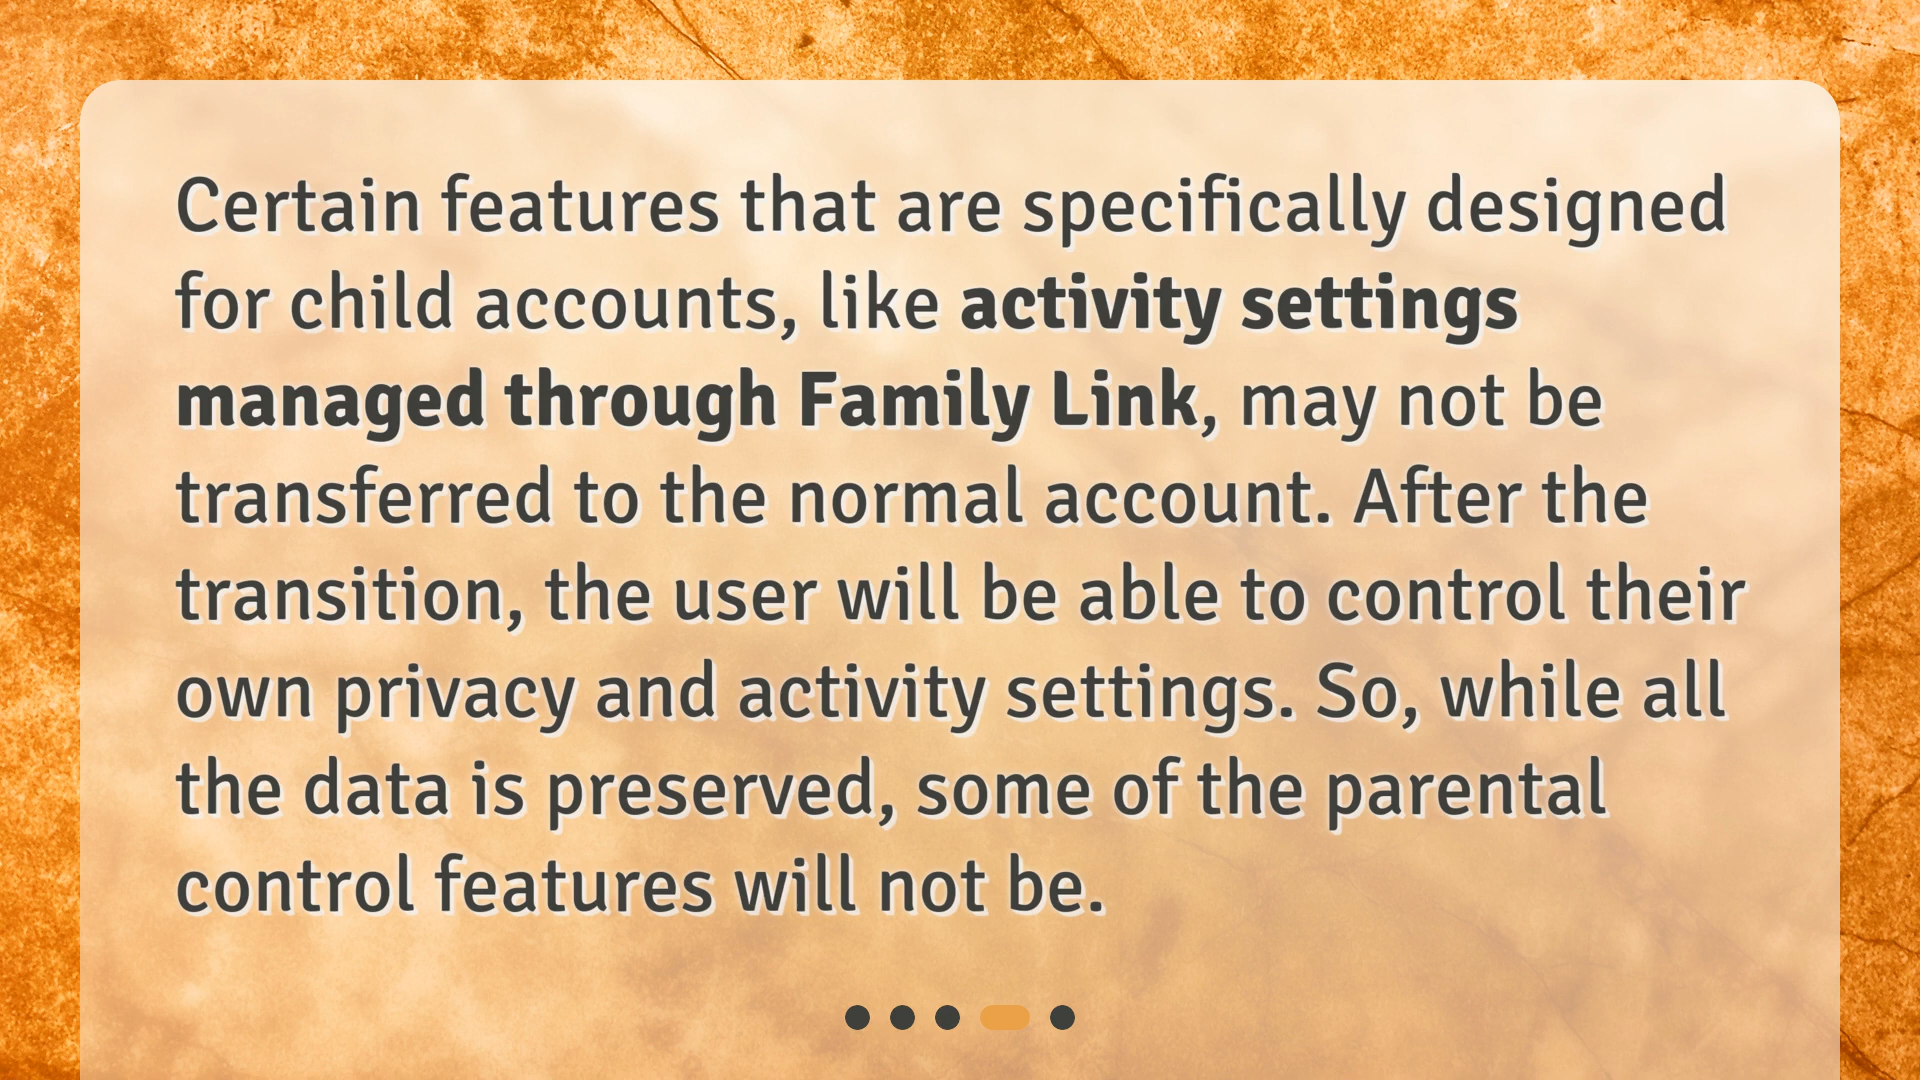 Certain features that are specifically designed
for child accounts, like activity settings
managed through Family Link, may not be
transferred to the normal account. After the
transition, the user will be able to control their
own privacy and activity settings. So, while all
the data is preserved, some of the parental
control features will not be.